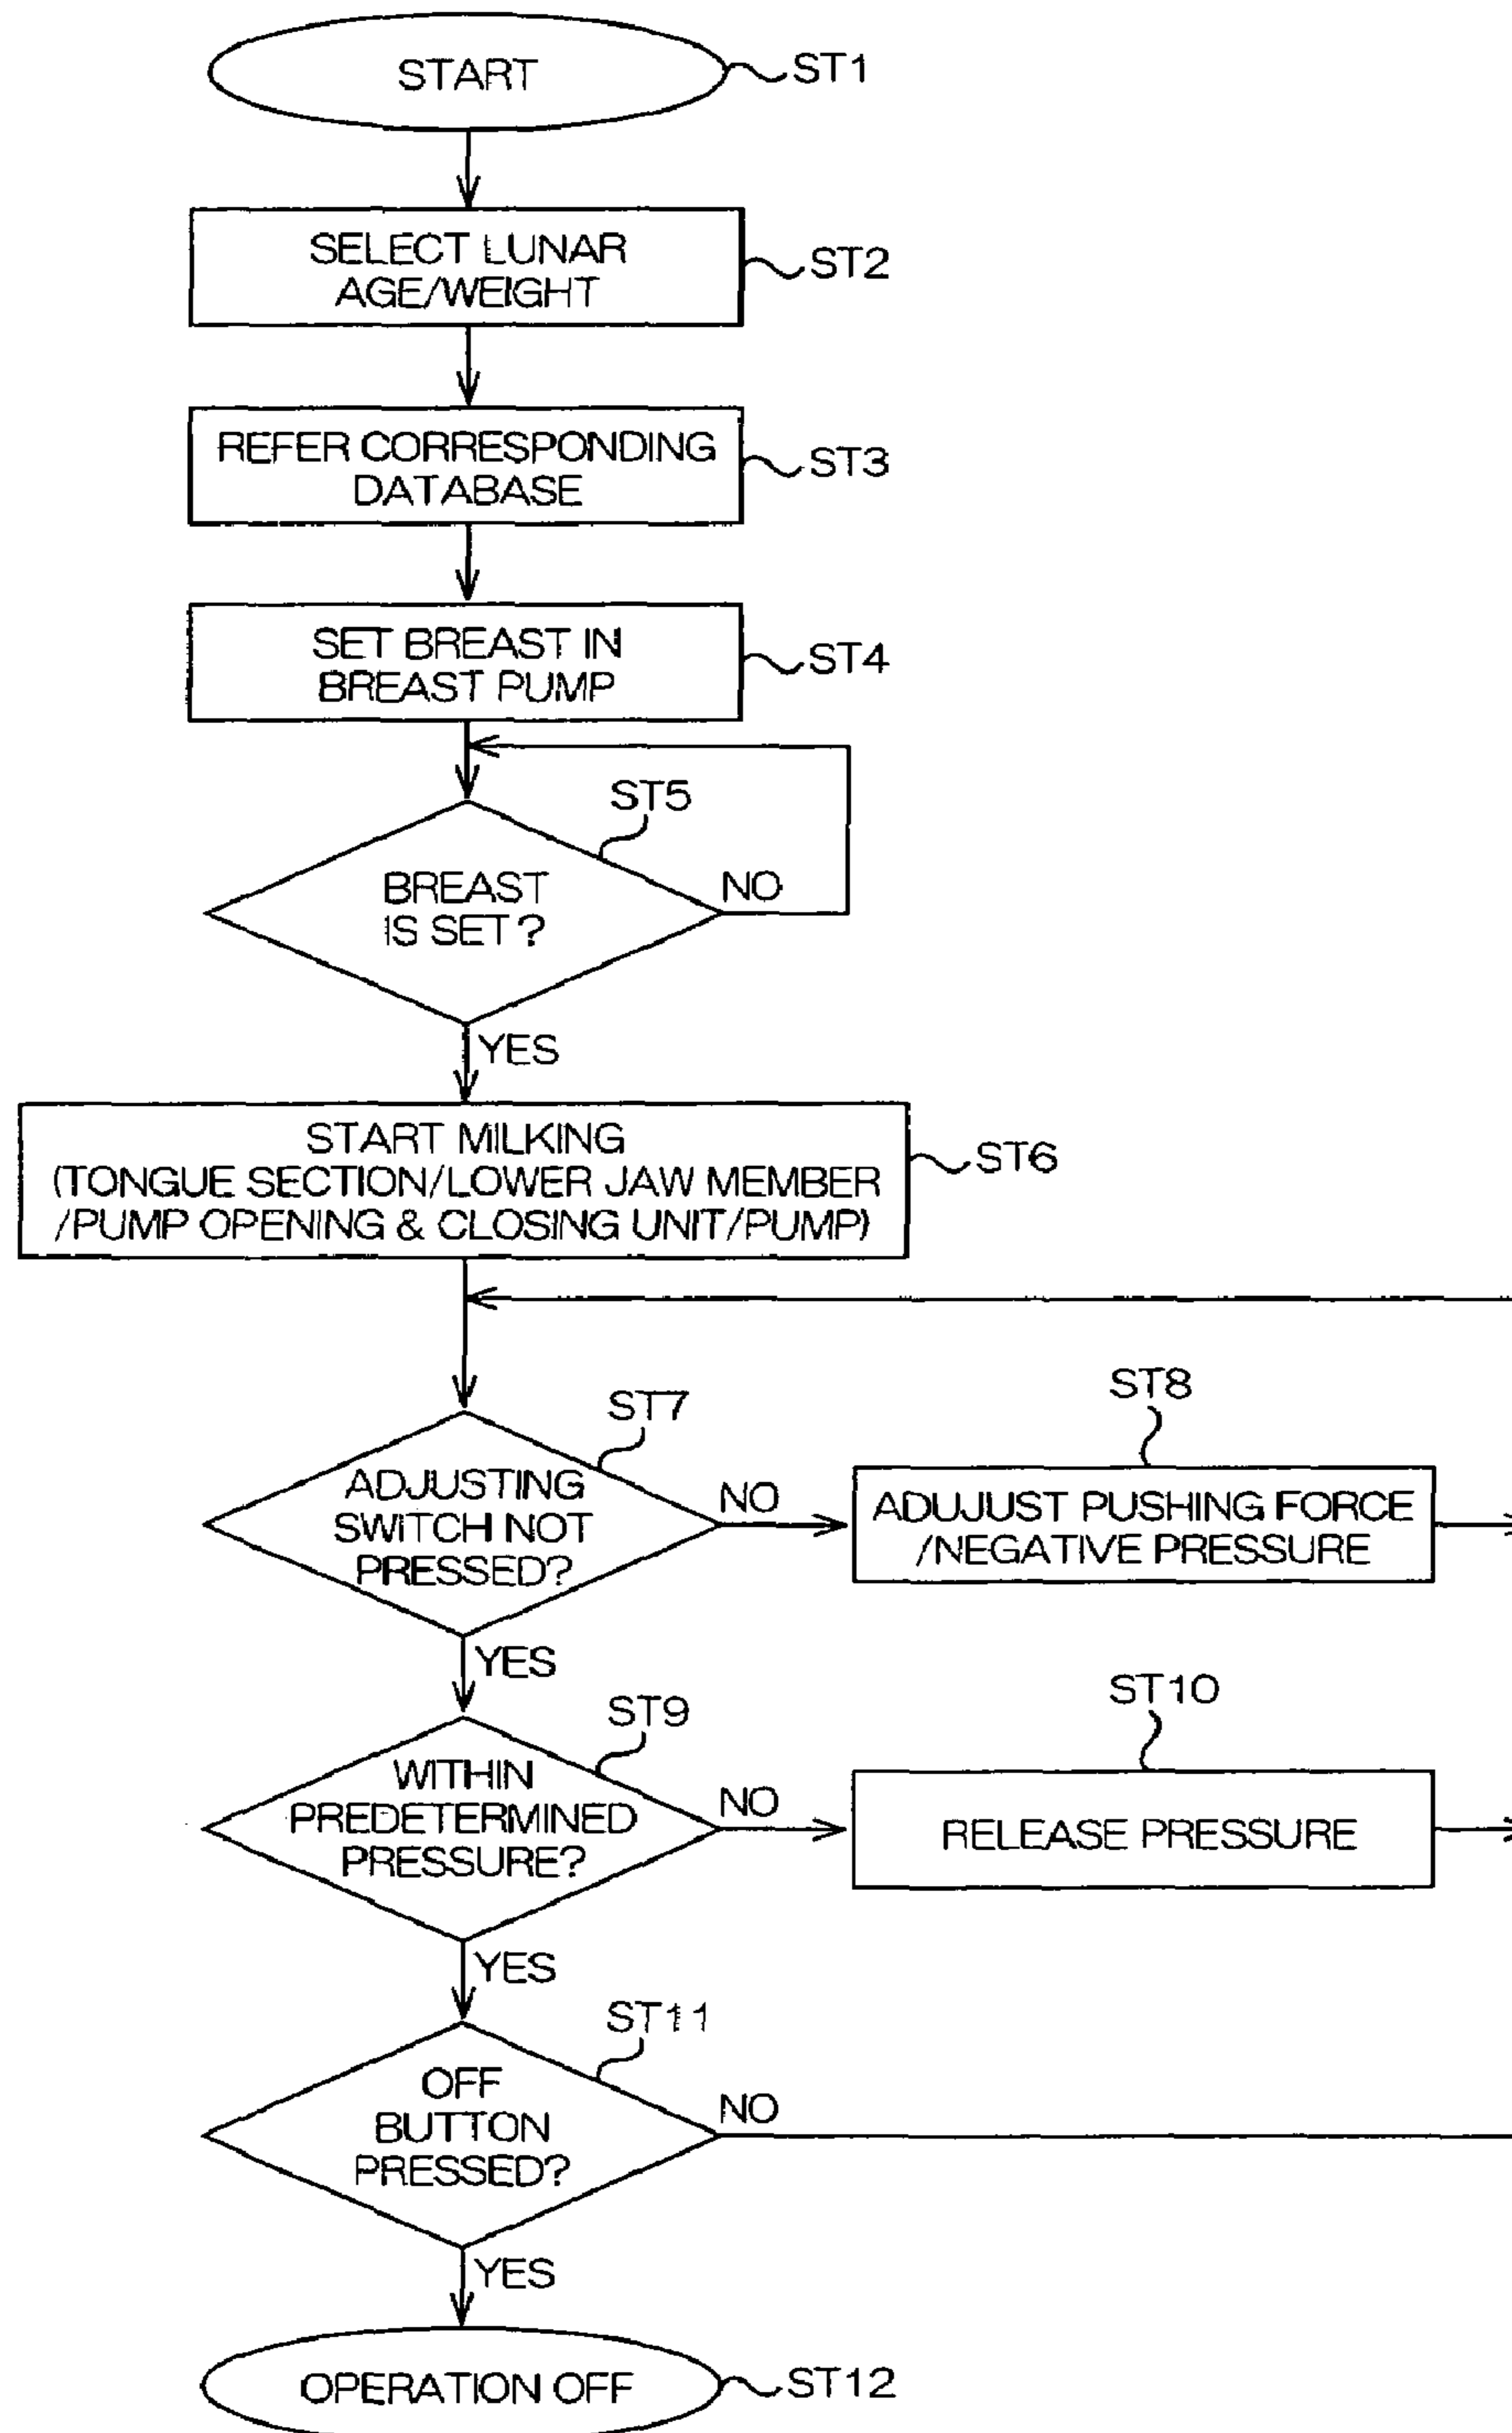 START
ST1
SELECT LUNAR
AGE/WEIGHT
ST2
REFER CORRESPONDING
DATABASE
ST3
SET BREAST IN
BREAST PUMP
ST4
ST5
BREAST
IS SET?
NO
YES
START MILKING
(TONGUE SECTION/LOWER JAW MEMBER
/PUMP OPENING & CLOSING UNIT/PUMP)
ST6
ST7
ADJUSTING
SWITCH NOT
PRESSED?
NO
ST8
ADUJUST PUSHING FORCE
/NEGATIVE PRESSURE
YES
ST9
WITHIN
PREDETERMINED
PRESSURE?
NO
ST10
RELEASE PRESSURE
YES
ST11
OFF
BUTTON
PRESSED?
NO
YES
OPERATION OFF
ST12